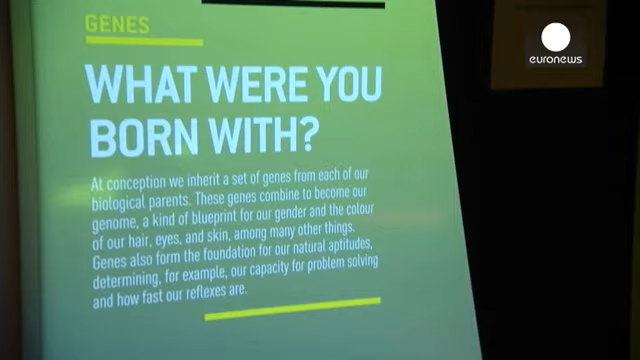 GENES
euronews
WHAT WERE YOU
BORN WITH?
At conception we inherit a set of genes from each of our
biological parents. These genes combine to become our
genome, a kind of blueprint for our gender and the colour
of our hair, eyes, and skin, among many other things.
Genes also form the foundation for our natural aptitudes,
determining, for example, our capacity for problem solving
and how fast our reflexes are.